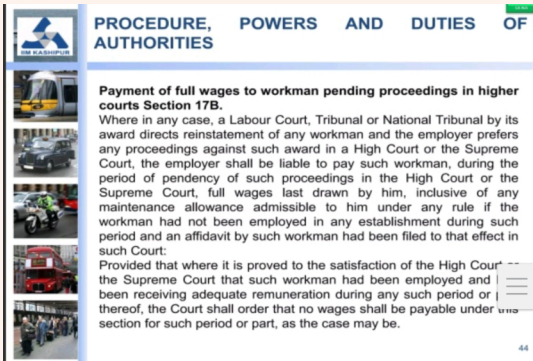 IIM KASHIPUR
PROCEDURE, POWERS AND DUTIES OF
AUTHORITIES
Payment of full wages to workman pending proceedings in higher
courts Section 17B.
Where in any case, a Labour Court, Tribunal or National Tribunal by its
award directs reinstatement of any workman and the employer prefers
any proceedings against such award in a High Court or the Supreme
Court, the employer shall be liable to pay such workman, during the
period of pendency of such proceedings in the High Court or the
Supreme Court, full wages last drawn by him, inclusive of any
maintenance allowance admissible to him under any rule if the
workman had not been employed in any establishment during such
period and an affidavit by such workman had been filed to that effect in
such Court:
Provided that where it is proved to the satisfaction of the High Court or
the Supreme Court that such workman had been employed and
been receiving adequate remuneration during any such period or
thereof, the Court shall order that no wages shall be payable under this
section for such period or part, as the case may be.
44